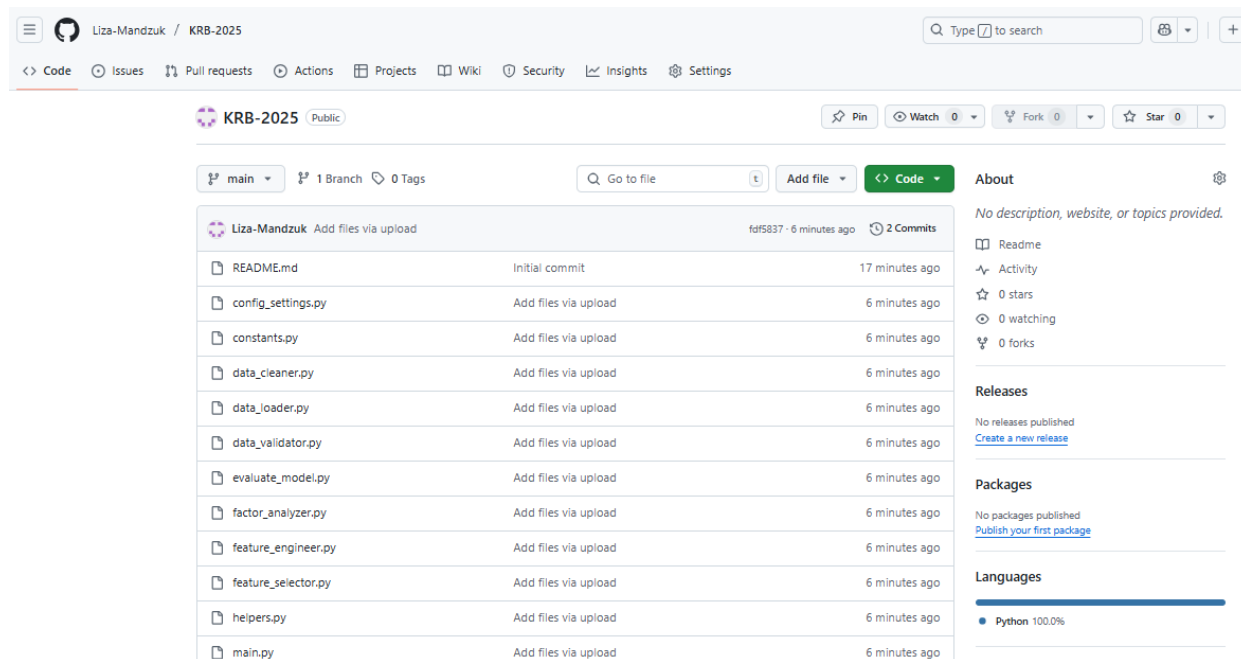 Liza-Mandzuk / KRB-2025
Type / to search
Code Issues Pull requests Actions Projects Wiki Security Insights Settings
KRB-2025 Public
Pin Watch 0 Fork 0 Star 0
main 1 Branch 0 Tags
Go to file t Add file Code
Liza-Mandzuk Add files via upload fdf5837 · 6 minutes ago 2 Commits
README.md Initial commit 17 minutes ago
config_settings.py Add files via upload 6 minutes ago
constants.py Add files via upload 6 minutes ago
data_cleaner.py Add files via upload 6 minutes ago
data_loader.py Add files via upload 6 minutes ago
data_validator.py Add files via upload 6 minutes ago
evaluate_model.py Add files via upload 6 minutes ago
factor_analyzer.py Add files via upload 6 minutes ago
feature_engineer.py Add files via upload 6 minutes ago
feature_selector.py Add files via upload 6 minutes ago
helpers.py Add files via upload 6 minutes ago
main.py Add files via upload 6 minutes ago
About
No description, website, or topics provided.
Readme
Activity
0 stars
0 watching
0 forks
Releases
No releases published
Create a new release
Packages
No packages published
Publish your first package
Languages
Python 100.0%